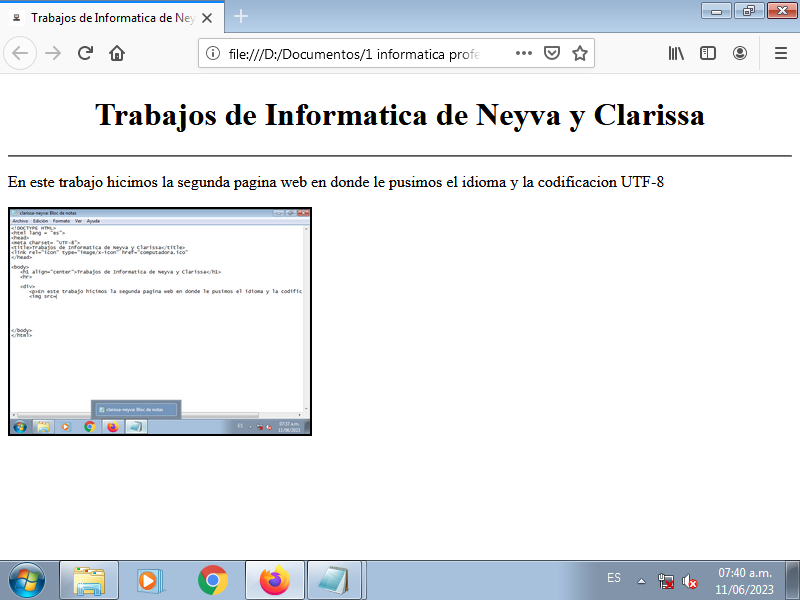 Trabajos de Informatica de Ney
file:///D:/Documentos/1 informatica profe
Trabajos de Informatica de Neyva y Clarissa
En este trabajo hicimos la segunda pagina web en donde le pusimos el idioma y la codificacion UTF-8
clarissa-neyva: Bloc de notas
Archivo Edición Formato Ver Ayuda
<!DOCTYPE HTML>
<html lang = "es">
<head>
<meta charset= "UTF-8">
<title>Trabajos de Informatica de Neyva y Clarissa</title>
<link rel="icon" type="image/x-icon" href="computadora.ico"
</head>
<body>
<h1 align="center">Trabajos de Informatica de Neyva y Clarissa</h1>
<hr>
<div>
<p>En este trabajo hicimos la segunda pagina web en donde le pusimos el idioma y la codific
<img src=
</body>
</html>
clarissa-neyva: Bloc de notas
ES
07:37 a.m.
11/06/2023
ES
07:40 a.m.
11/06/2023